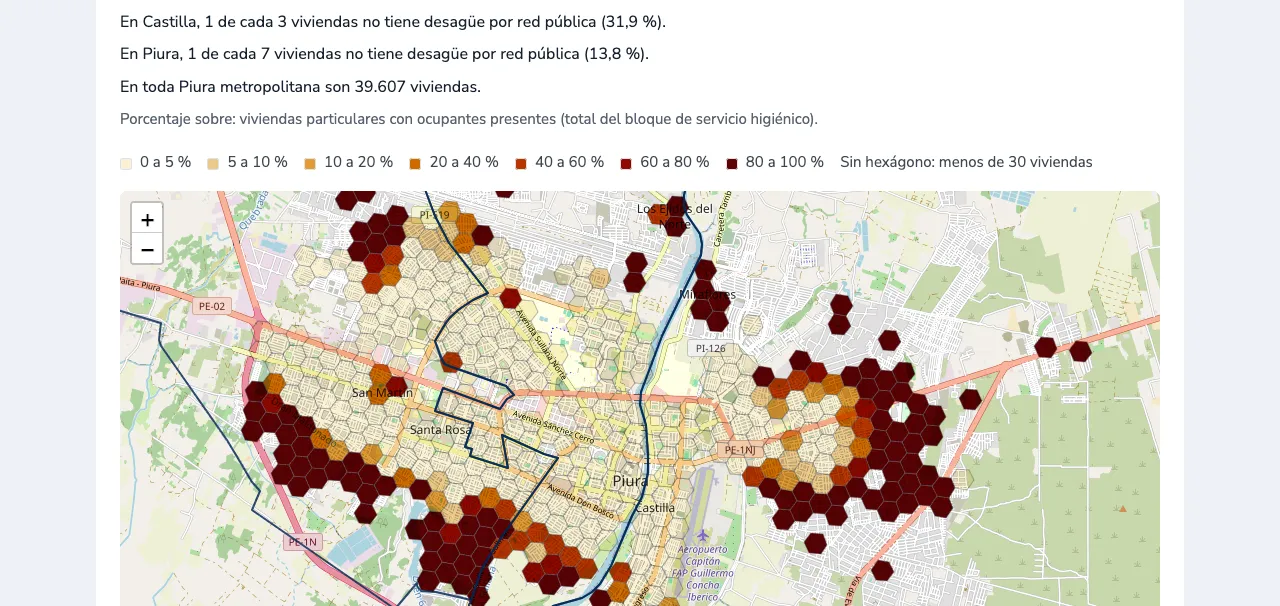 En Castilla, 1 de cada 3 viviendas no tiene desagüe por red pública (31,9 %).
En Piura, 1 de cada 7 viviendas no tiene desagüe por red pública (13,8 %).
En toda Piura metropolitana son 39.607 viviendas.
Porcentaje sobre: viviendas particulares con ocupantes presentes (total del bloque de servicio higiénico).
0 a 5 % 5 a 10 % 10 a 20 % 20 a 40 % 40 a 60 % 60 a 80 % 80 a 100 % Sin hexágono: menos de 30 viviendas
+
−
Quebrada
PI-119
Los Ejidos del
Norte
Carretera Tamb
Paita - Piura
PE-02
Miraflores
Avenida Sullana Norte
PI-126
San Martín
Santa Rosa
Avenida Sánchez Cerro
PE-1NJ
Piura
Avenida Don Bosco
Castilla
PE-1N
Aeropuerto
Capitán
FAP Guillermo
Concha
Iberico